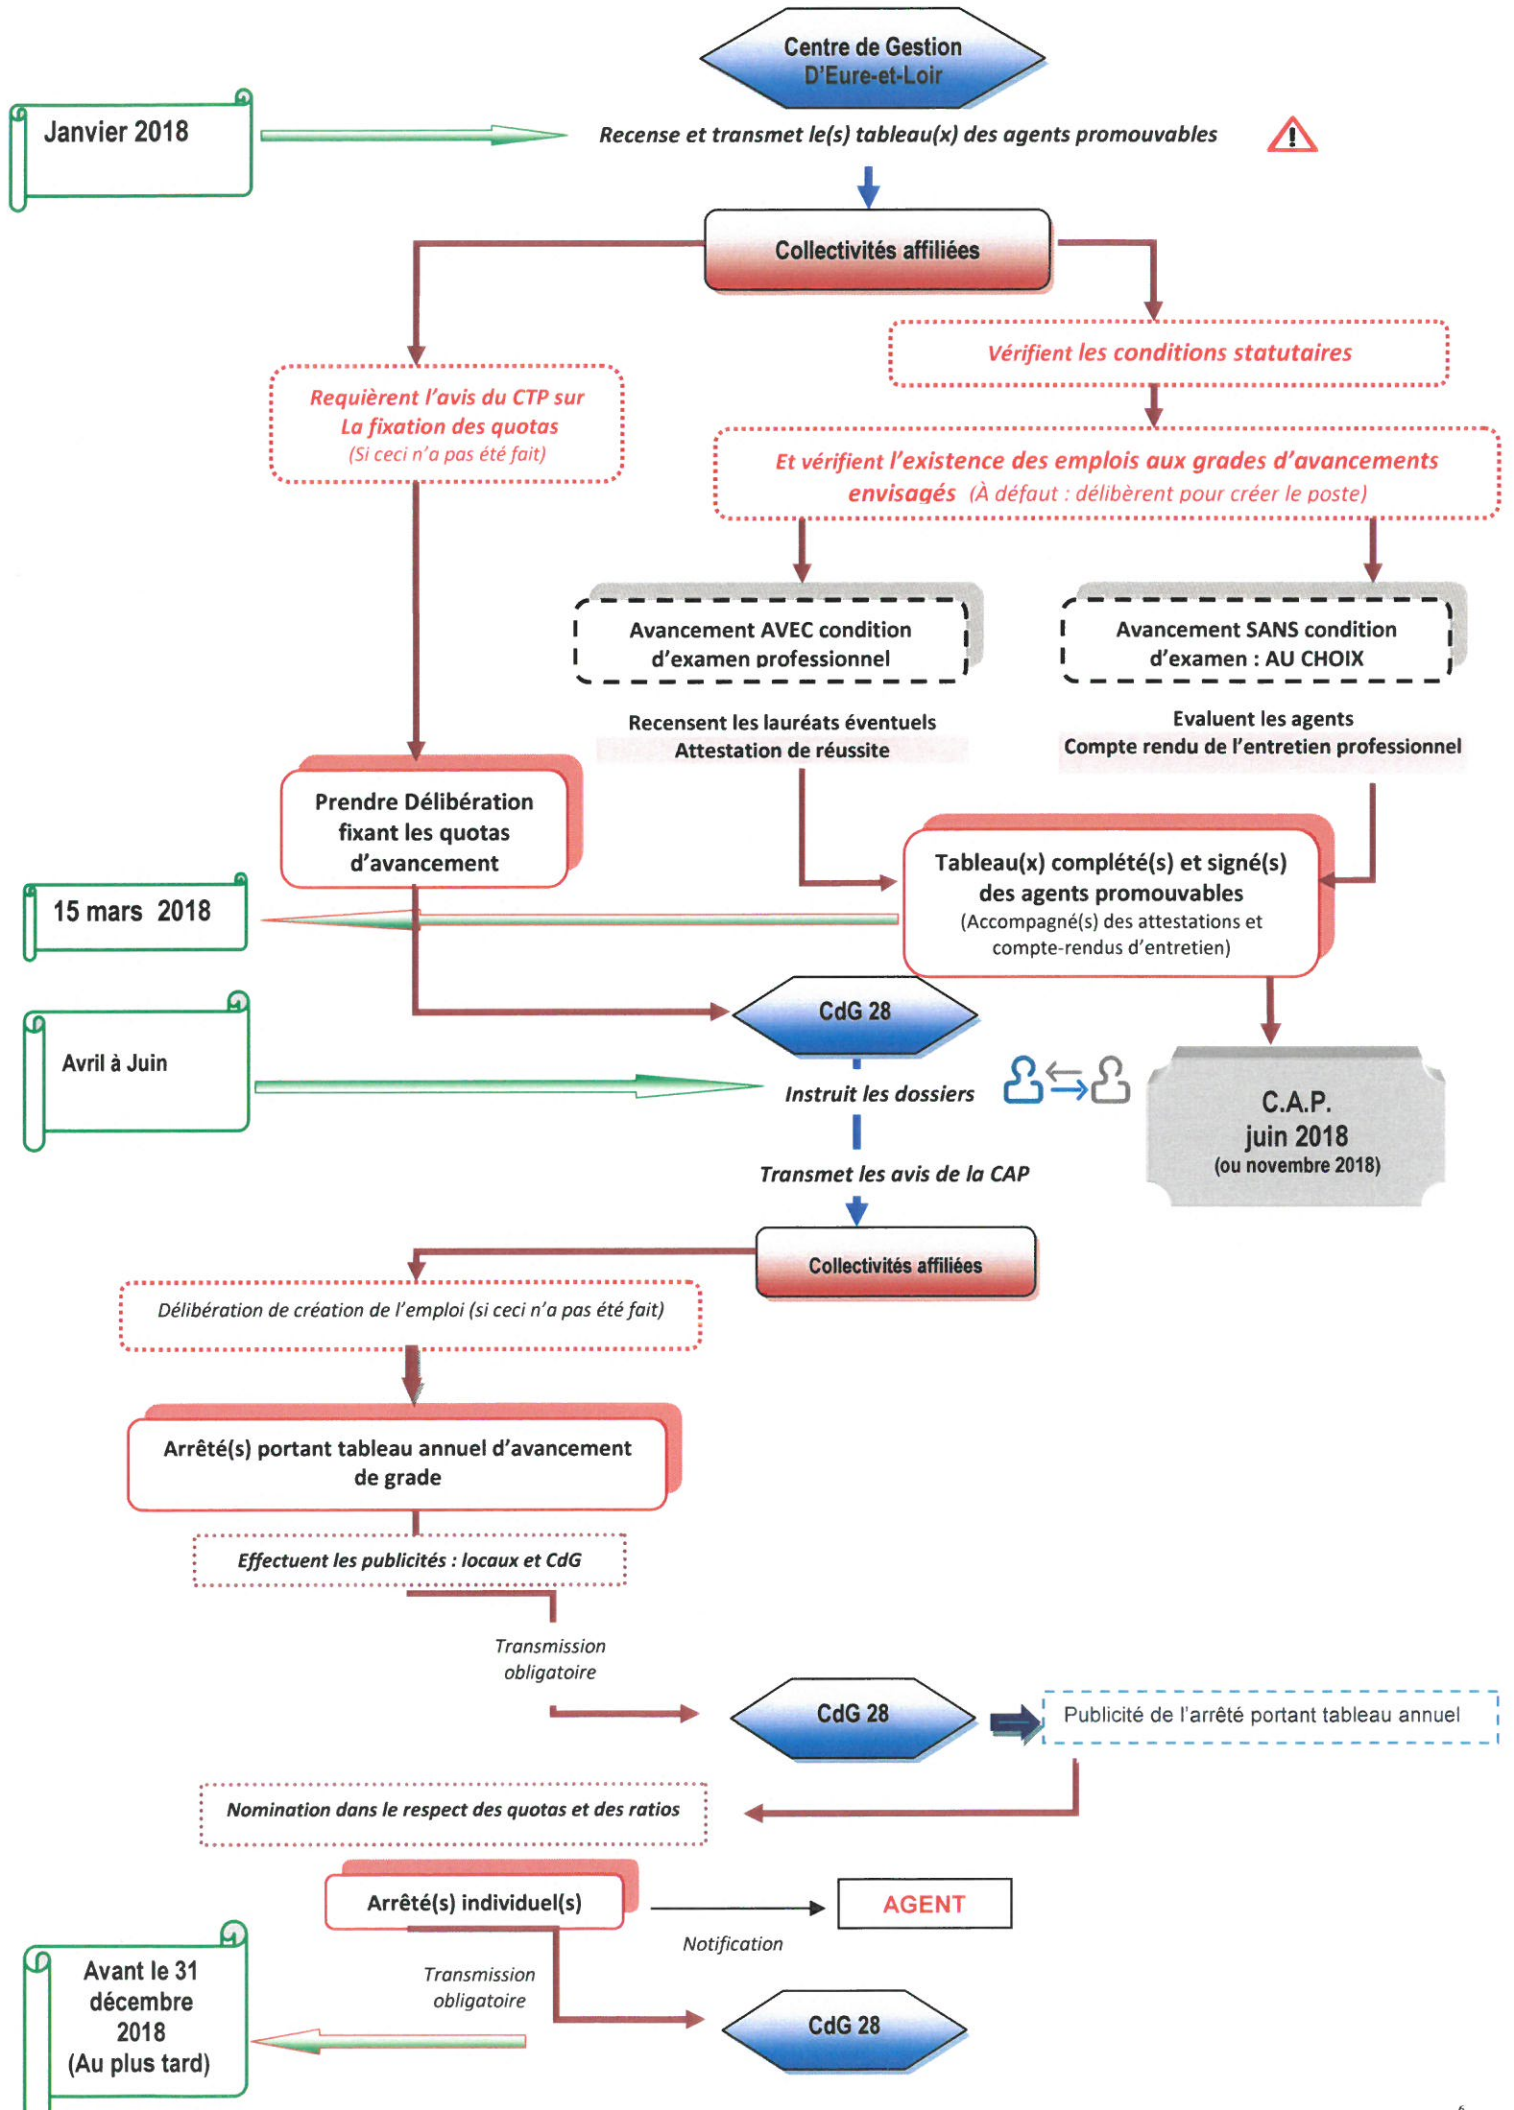 Centre de Gestion
D'Eure-et-Loir
Janvier 2018
Recense et transmet le(s) tableau(x) des agents promouvables
Collectivités affiliées
Vérifient les conditions statutaires
Requièrent l'avis du CTP sur
La fixation des quotas
(Si ceci n'a pas été fait)
Et vérifient l'existence des emplois aux grades d'avancements
envisagés (À défaut : délibèrent pour créer le poste)
Avancement AVEC condition
d'examen professionnel
Avancement SANS condition
d'examen : AU CHOIX
Recensent les lauréats éventuels
Attestation de réussite
Evaluent les agents
Compte rendu de l'entretien professionnel
Prendre Délibération
fixant les quotas
d'avancement
Tableau(x) complété(s) et signé(s)
des agents promouvables
(Accompagné(s) des attestations et
compte-rendus d'entretien)
15 mars 2018
CdG 28
Avril à Juin
Instruit les dossiers
C.A.P.
juin 2018
(ou novembre 2018)
Transmet les avis de la CAP
Collectivités affiliées
Délibération de création de l'emploi (si ceci n'a pas été fait)
Arrêté(s) portant tableau annuel d'avancement
de grade
Effectuent les publicités : locaux et CdG
Transmission
obligatoire
CdG 28
Publicité de l'arrêté portant tableau annuel
Nomination dans le respect des quotas et des ratios
Arrêté(s) individuel(s)
AGENT
Notification
Transmission
obligatoire
Avant le 31
décembre
2018
(Au plus tard)
CdG 28
6